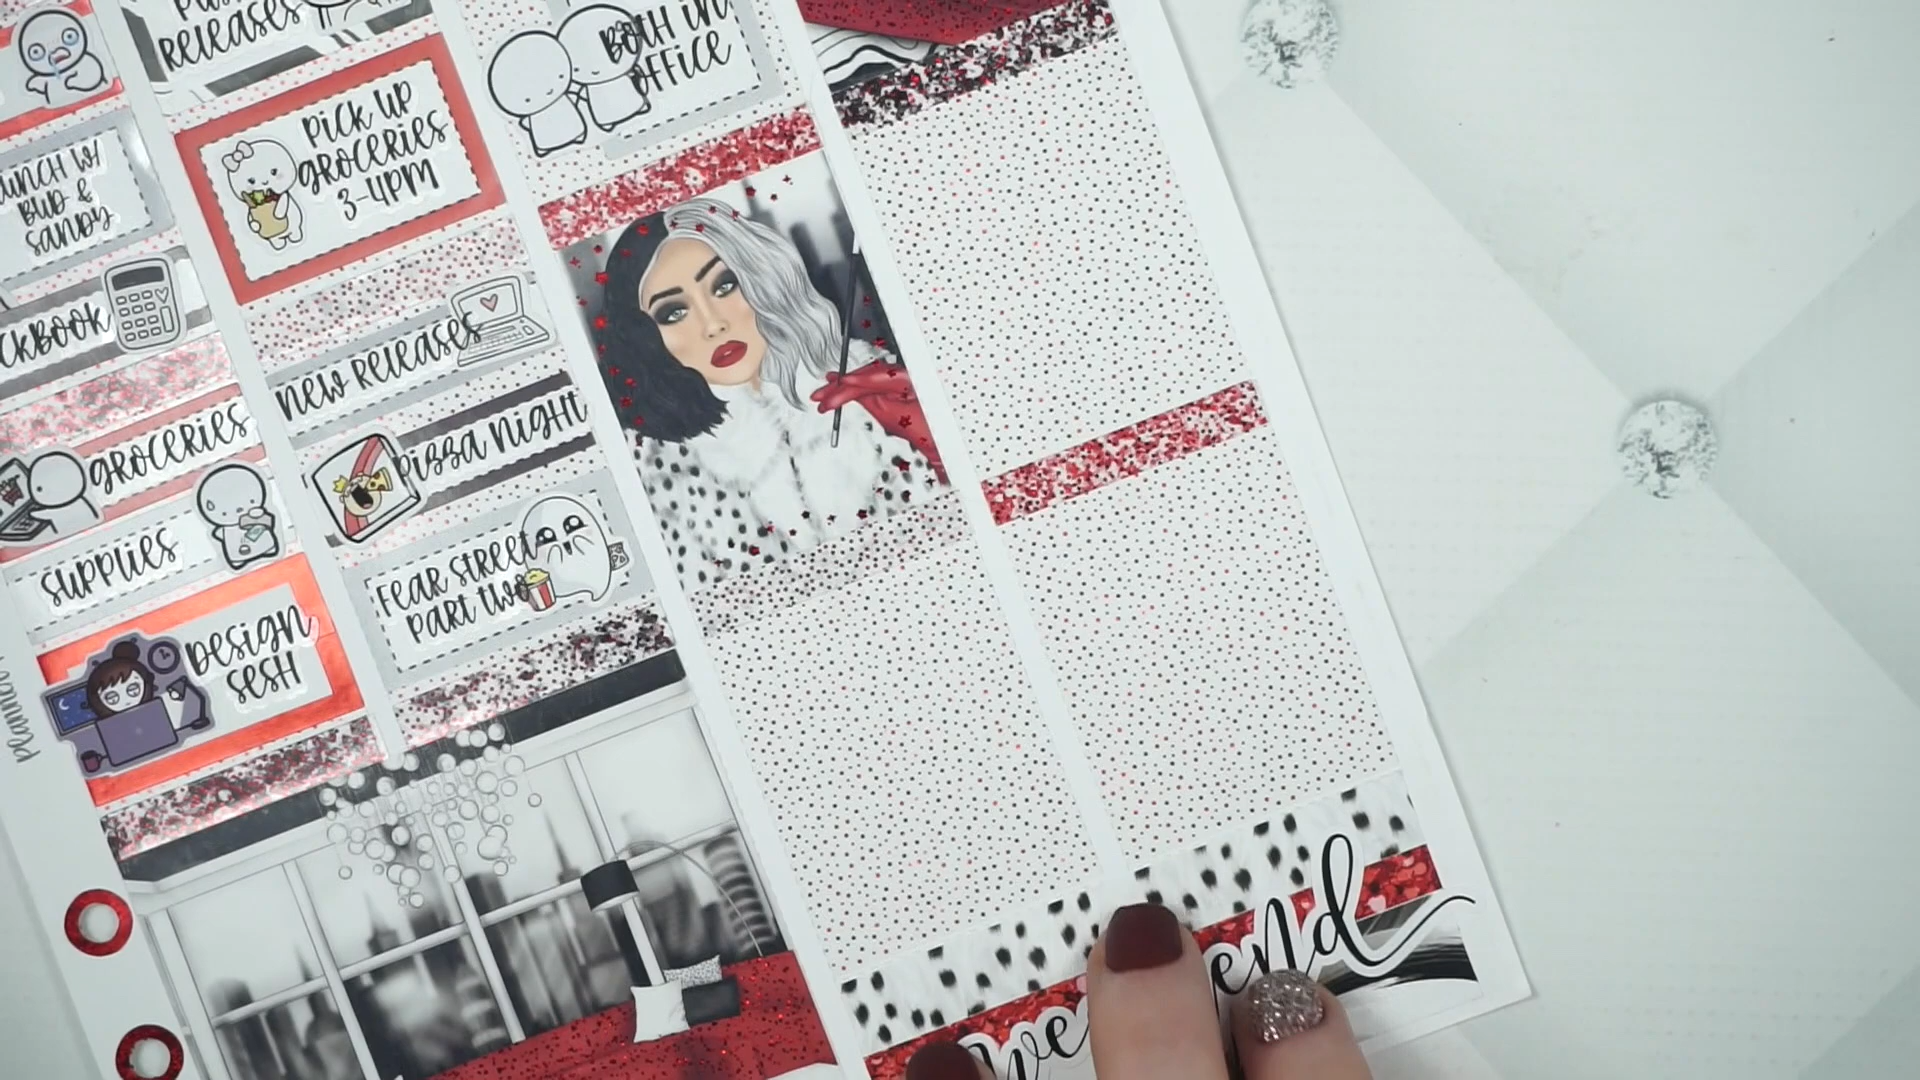 RELEASES
LUNCH W/
BUD &
SANDY
GROCERIES
SUPPLIES
DESIGN
SESH
PICK UP
GROCERIES
3-4PM
NEW RELEASES
PIZZA NIGHT
FEAR STREET
PART TWO
BOTH IN
OFFICE